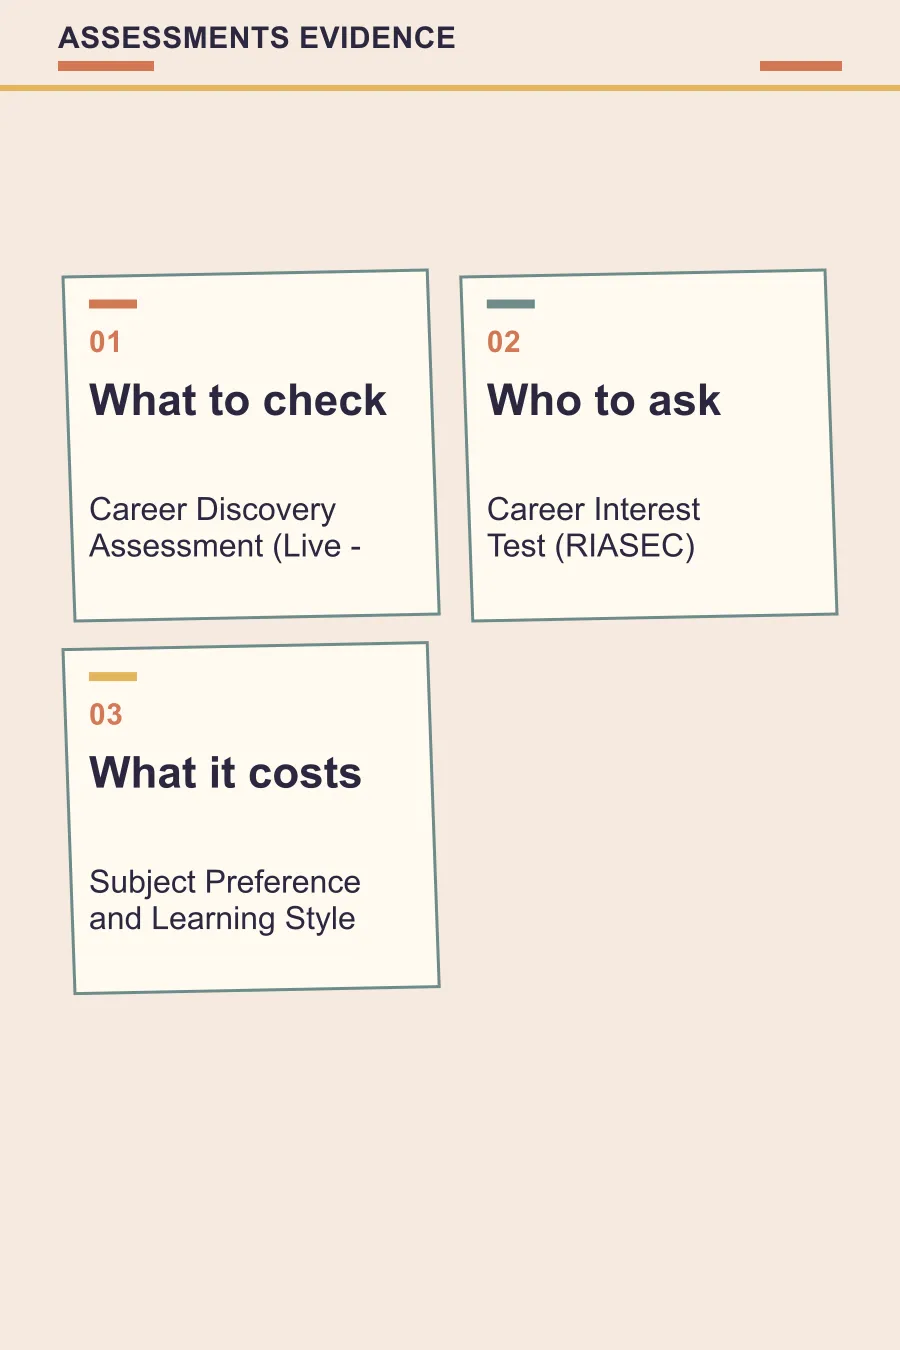 ASSESSMENTS EVIDENCE
01
What to check
Career Discovery
Assessment (Live -
02
Who to ask
Career Interest
Test (RIASEC)
03
What it costs
Subject Preference
and Learning Style